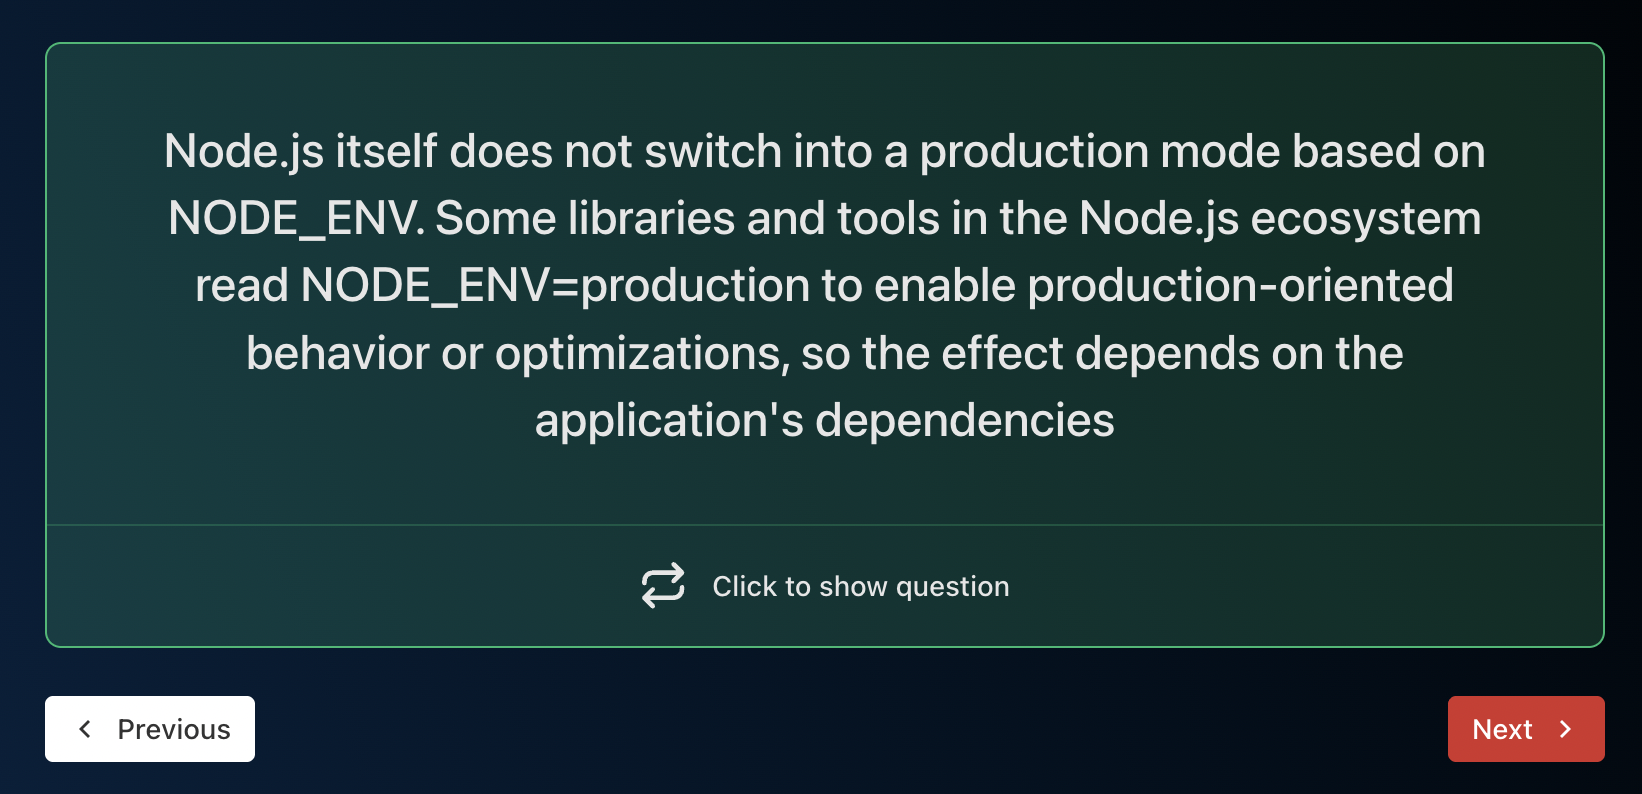 Node.js itself does not switch into a production mode based on
NODE_ENV. Some libraries and tools in the Node.js ecosystem
read NODE_ENV=production to enable production-oriented
behavior or optimizations, so the effect depends on the
application's dependencies
Click to show question
Previous
Next